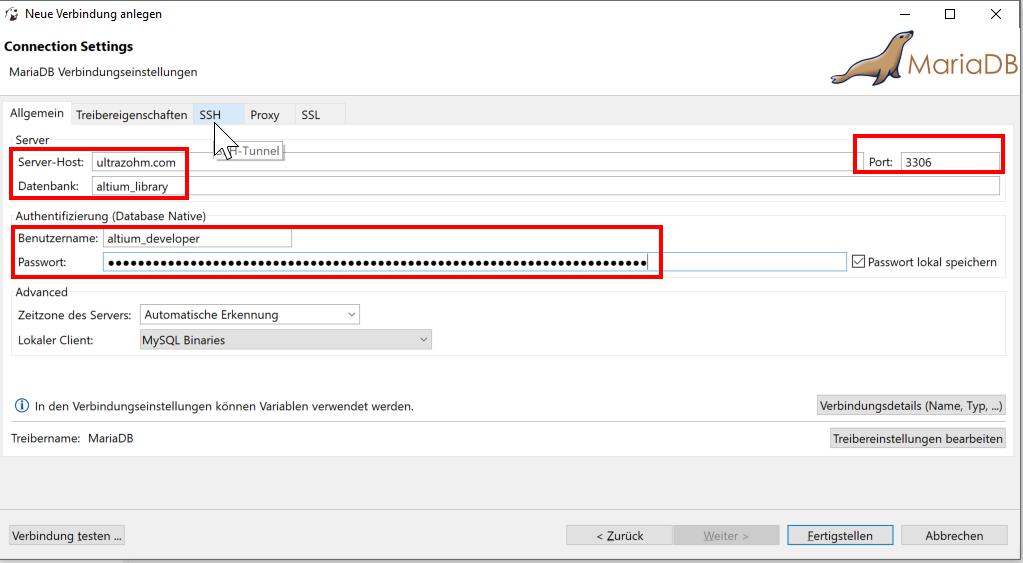 Neue Verbindung anlegen
Connection Settings
MariaDB Verbindungseinstellungen
MariaDB
Allgemein Treibereigenschaften SSH Proxy SSL
Server
H-Tunnel
Server-Host: ultrazohm.com Port: 3306
Datenbank: altium_library
Authentifizierung (Database Native)
Benutzername: altium_developer
Passwort: Passwort lokal speichern
Advanced
Zeitzone des Servers: Automatische Erkennung
Lokaler Client: MySQL Binaries
In den Verbindungseinstellungen können Variablen verwendet werden.
Verbindungsdetails (Name, Typ, ...)
Treibername: MariaDB Treibereinstellungen bearbeiten
Verbindung testen ... < Zurück Weiter > Fertigstellen Abbrechen